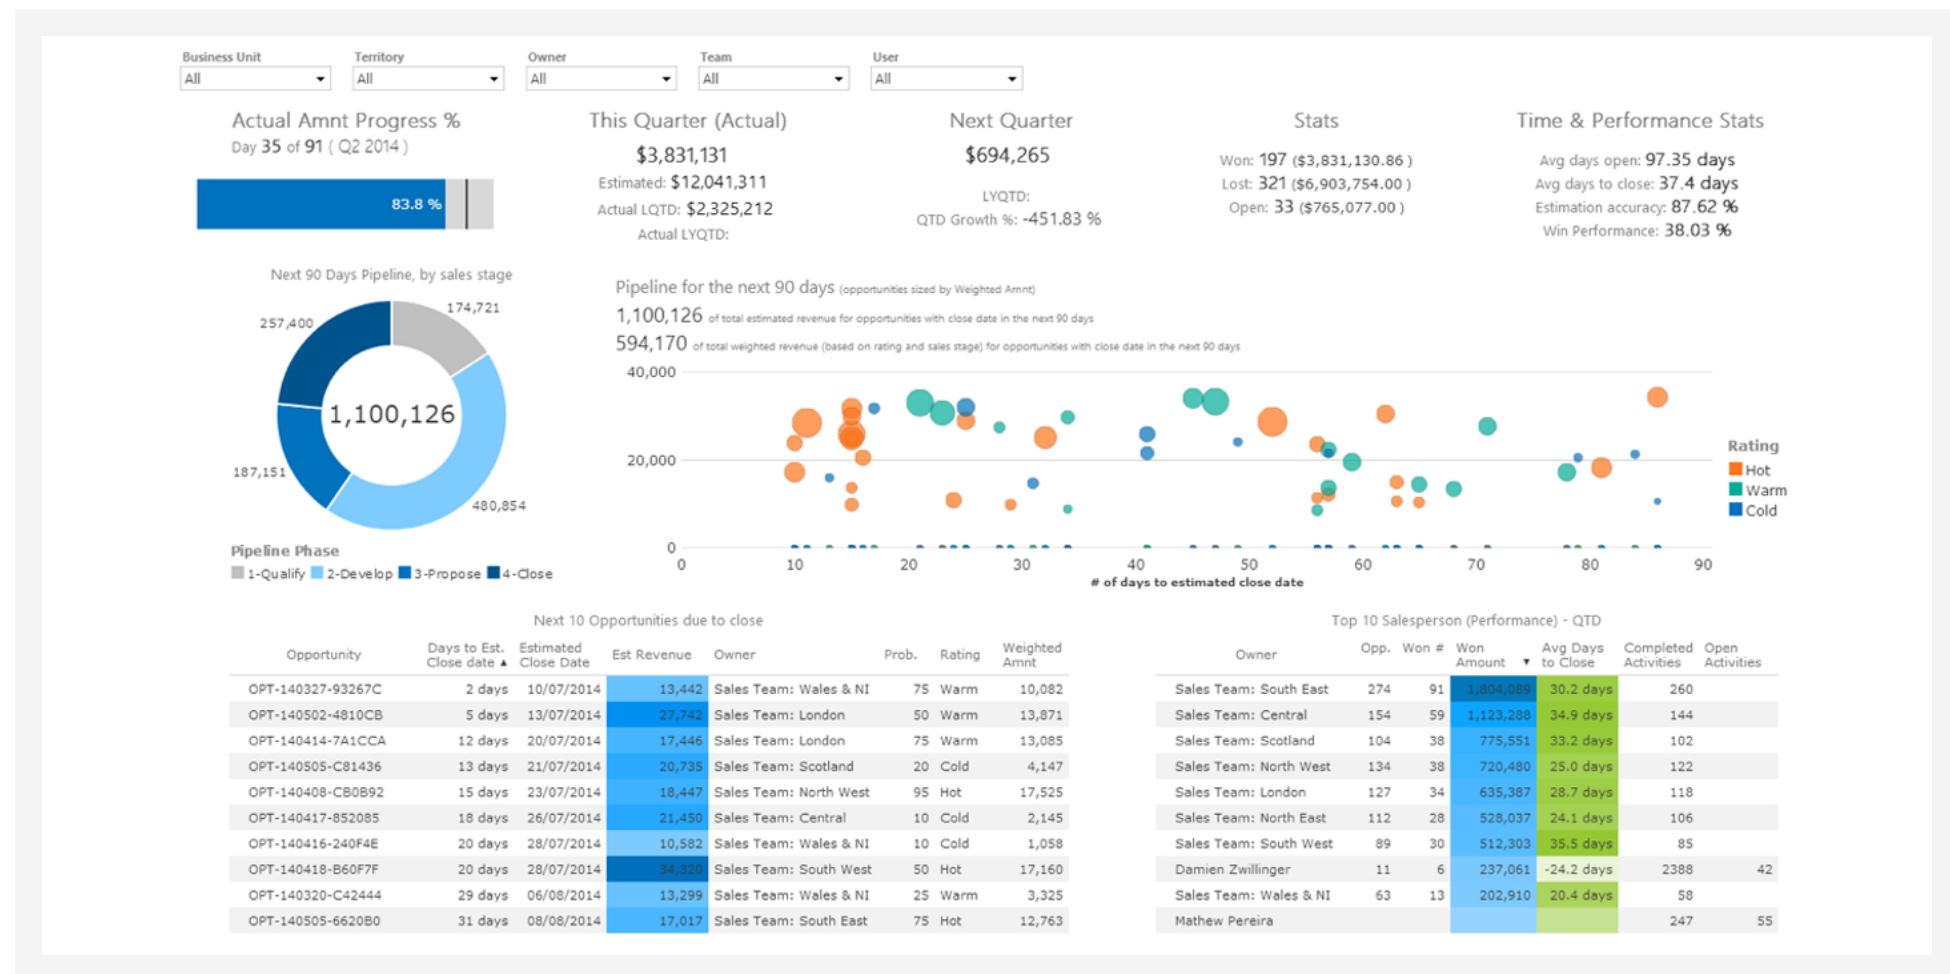 Business Unit Territory Owner Team User
All All All All All
Actual Amnt Progress %
Day 35 of 91 ( Q2 2014 )
83.8 %
This Quarter (Actual)
$3,831,131
Estimated: $12,041,311
Actual LQTD: $2,325,212
Actual LYQTD:
Next Quarter
$694,265
LYQTD:
QTD Growth %: -451.83 %
Stats
Won: 197 ($3,831,130.86 )
Lost: 321 ($6,903,754.00 )
Open: 33 ($765,077.00 )
Time & Performance Stats
Avg days open: 97.35 days
Avg days to close: 37.4 days
Estimation accuracy: 87.62 %
Win Performance: 38.03 %
Next 90 Days Pipeline, by sales stage
174,721
257,400
1,100,126
187,151
480,854
Pipeline Phase
1-Qualify 2-Develop 3-Propose 4-Close
Pipeline for the next 90 days (opportunities sized by Weighted Amnt)
1,100,126 of total estimated revenue for opportunities with close date in the next 90 days
594,170 of total weighted revenue (based on rating and sales stage) for opportunities with close date in the next 90 days
40,000
20,000
0
0 10 20 30 40 50 60 70 80 90
# of days to estimated close date
Rating
Hot
Warm
Cold
Next 10 Opportunities due to close
Opportunity Days to Est. Close date ▲ Estimated Close Date Est Revenue Owner Prob. Rating Weighted Amnt
OPT-140327-93267C 2 days 10/07/2014 13,442 Sales Team: Wales & NI 75 Warm 10,082
OPT-140502-4810CB 5 days 13/07/2014 27,742 Sales Team: London 50 Warm 13,871
OPT-140414-7A1CCA 12 days 20/07/2014 17,446 Sales Team: London 75 Warm 13,085
OPT-140505-C81436 13 days 21/07/2014 20,735 Sales Team: Scotland 20 Cold 4,147
OPT-140408-CB0B92 15 days 23/07/2014 18,447 Sales Team: North West 95 Hot 17,525
OPT-140417-852085 18 days 26/07/2014 21,450 Sales Team: Central 10 Cold 2,145
OPT-140416-240F4E 20 days 28/07/2014 10,582 Sales Team: Wales & NI 10 Cold 1,058
OPT-140418-B60F7F 20 days 28/07/2014 34,320 Sales Team: South West 50 Hot 17,160
OPT-140320-C42444 29 days 06/08/2014 13,299 Sales Team: Wales & NI 25 Warm 3,325
OPT-140505-6620B0 31 days 08/08/2014 17,017 Sales Team: South East 75 Hot 12,763
Top 10 Salesperson (Performance) - QTD
Owner Opp. Won # Won Amount ▼ Avg Days to Close Completed Activities Open Activities
Sales Team: South East 274 91 1,804,089 30.2 days 260
Sales Team: Central 154 59 1,123,288 34.9 days 144
Sales Team: Scotland 104 38 775,551 33.2 days 102
Sales Team: North West 134 38 720,480 25.0 days 122
Sales Team: London 127 34 635,387 28.7 days 118
Sales Team: North East 112 28 528,037 24.1 days 106
Sales Team: South West 89 30 512,303 35.5 days 85
Damien Zwillinger 11 6 237,061 -24.2 days 2388 42
Sales Team: Wales & NI 63 13 202,910 20.4 days 58
Mathew Pereira 247 55